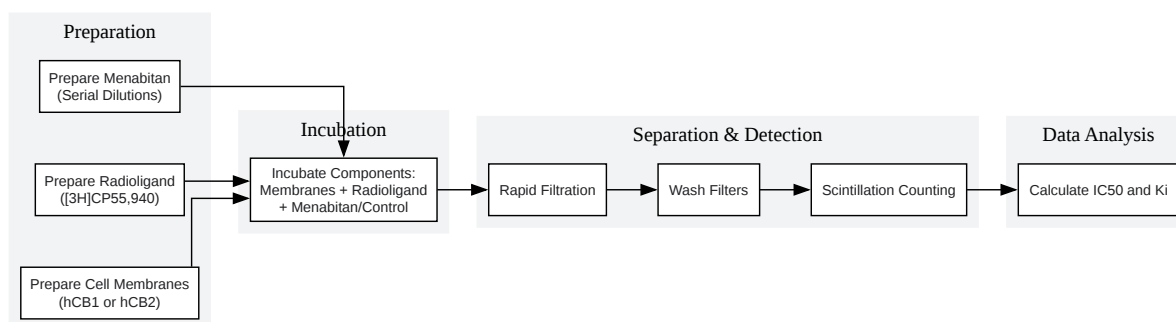 Preparation
Prepare Menabitan
(Serial Dilutions)
Prepare Radioligand
([3H]CP55,940)
Prepare Cell Membranes
(hCB1 or hCB2)
Incubation
Incubate Components:
Membranes + Radioligand
+ Menabitan/Control
Separation & Detection
Rapid Filtration
Wash Filters
Scintillation Counting
Data Analysis
Calculate IC50 and Ki